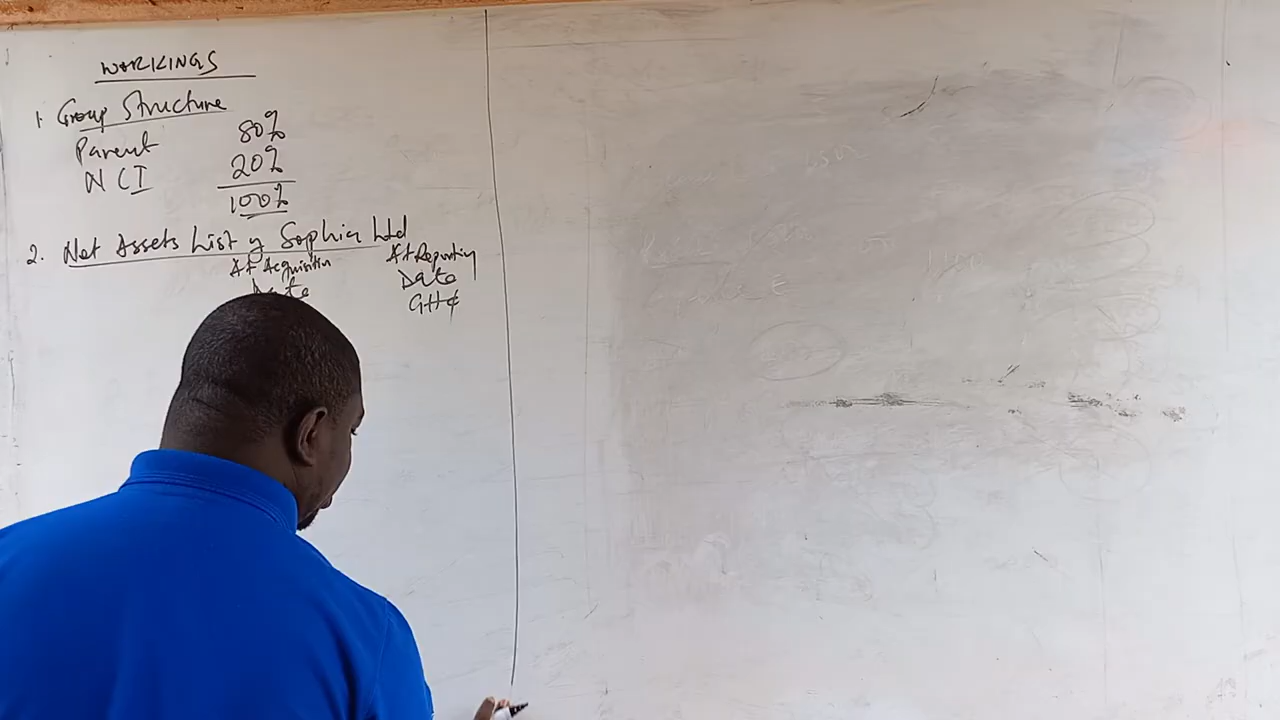 WORKINGS
1. Group Structure
Parent 80%
NCI 20%
100%
2. Net Assets List of Sophia Ltd
At Acquisition At Reporting
Date Date
GH¢